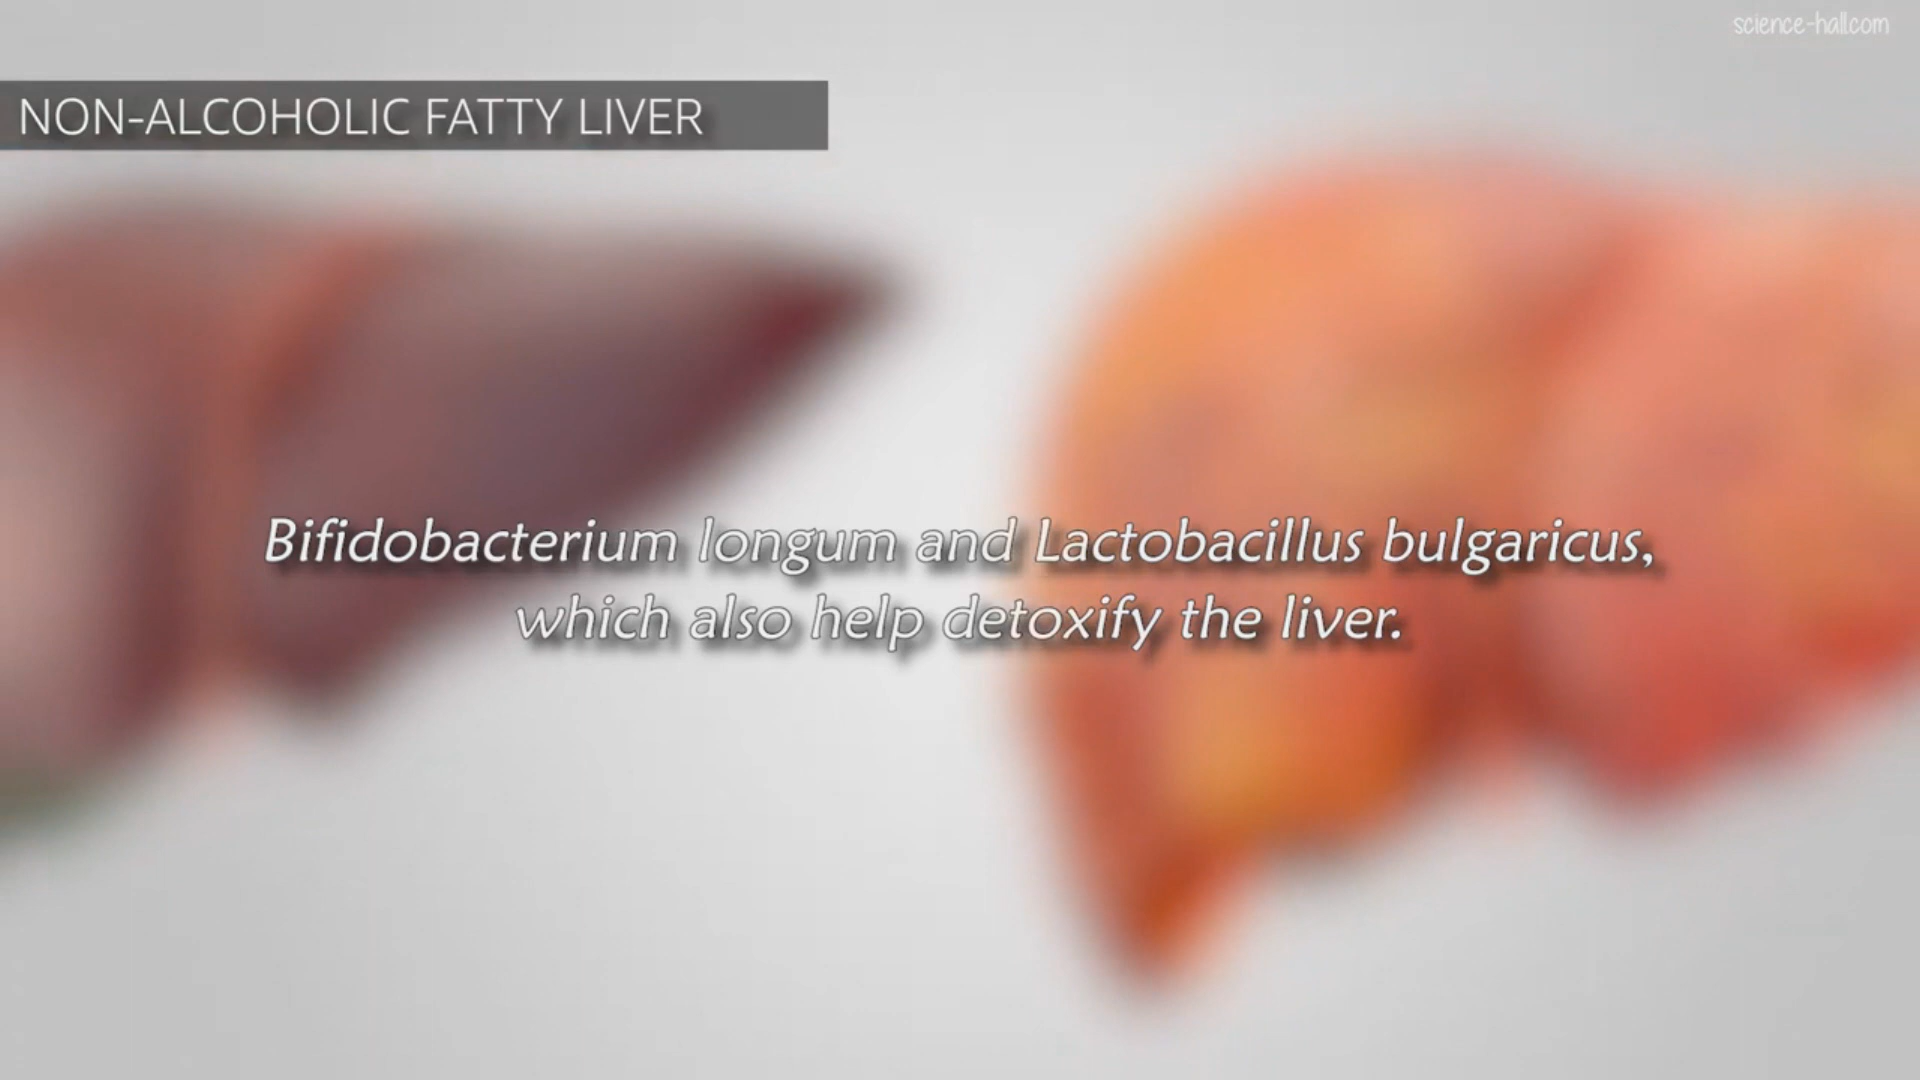 science-hall.com
NON-ALCOHOLIC FATTY LIVER
Bifidobacterium longum and Lactobacillus bulgaricus,
which also help detoxify the liver.